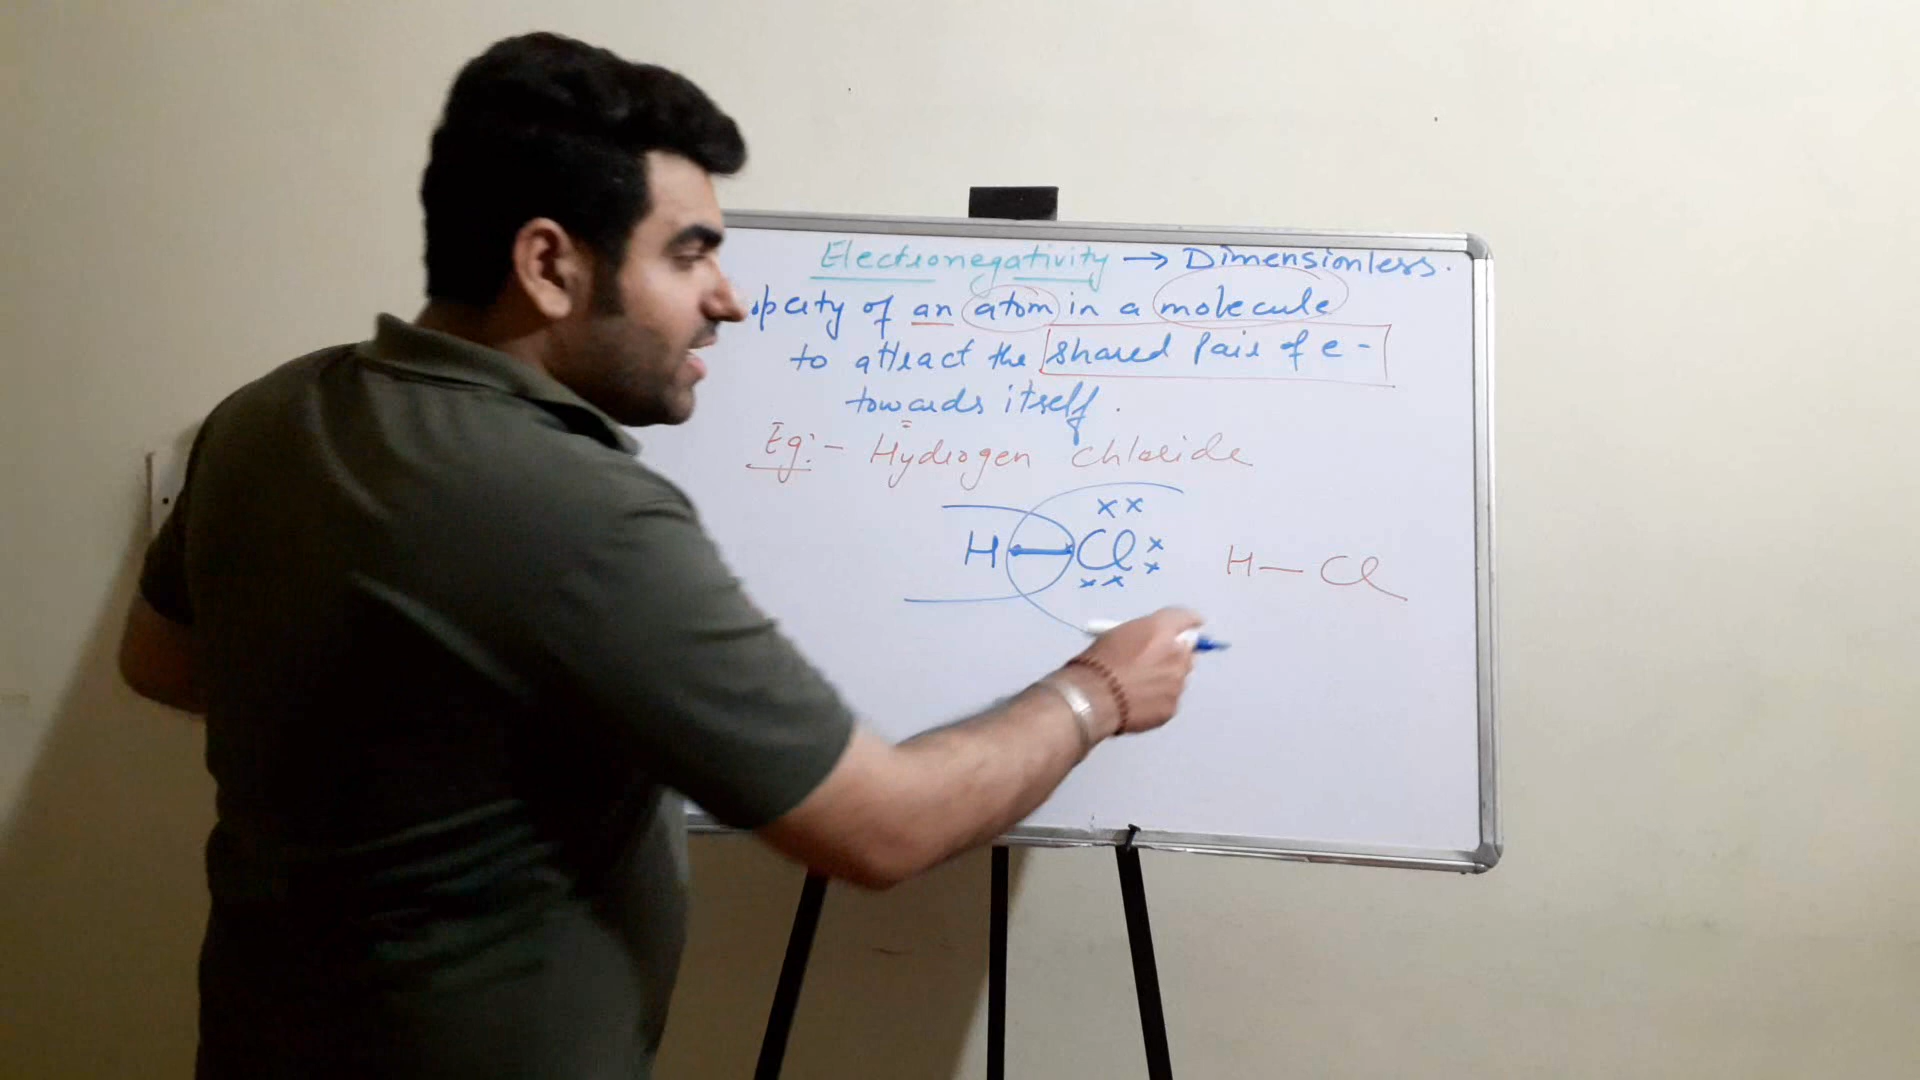 Electronegativity → Dimensionless.
perty of an atom in a molecule
to attract the shared Pair of e-
towards itself.
Eg:- Hydrogen chloride
H Cl
H — Cl